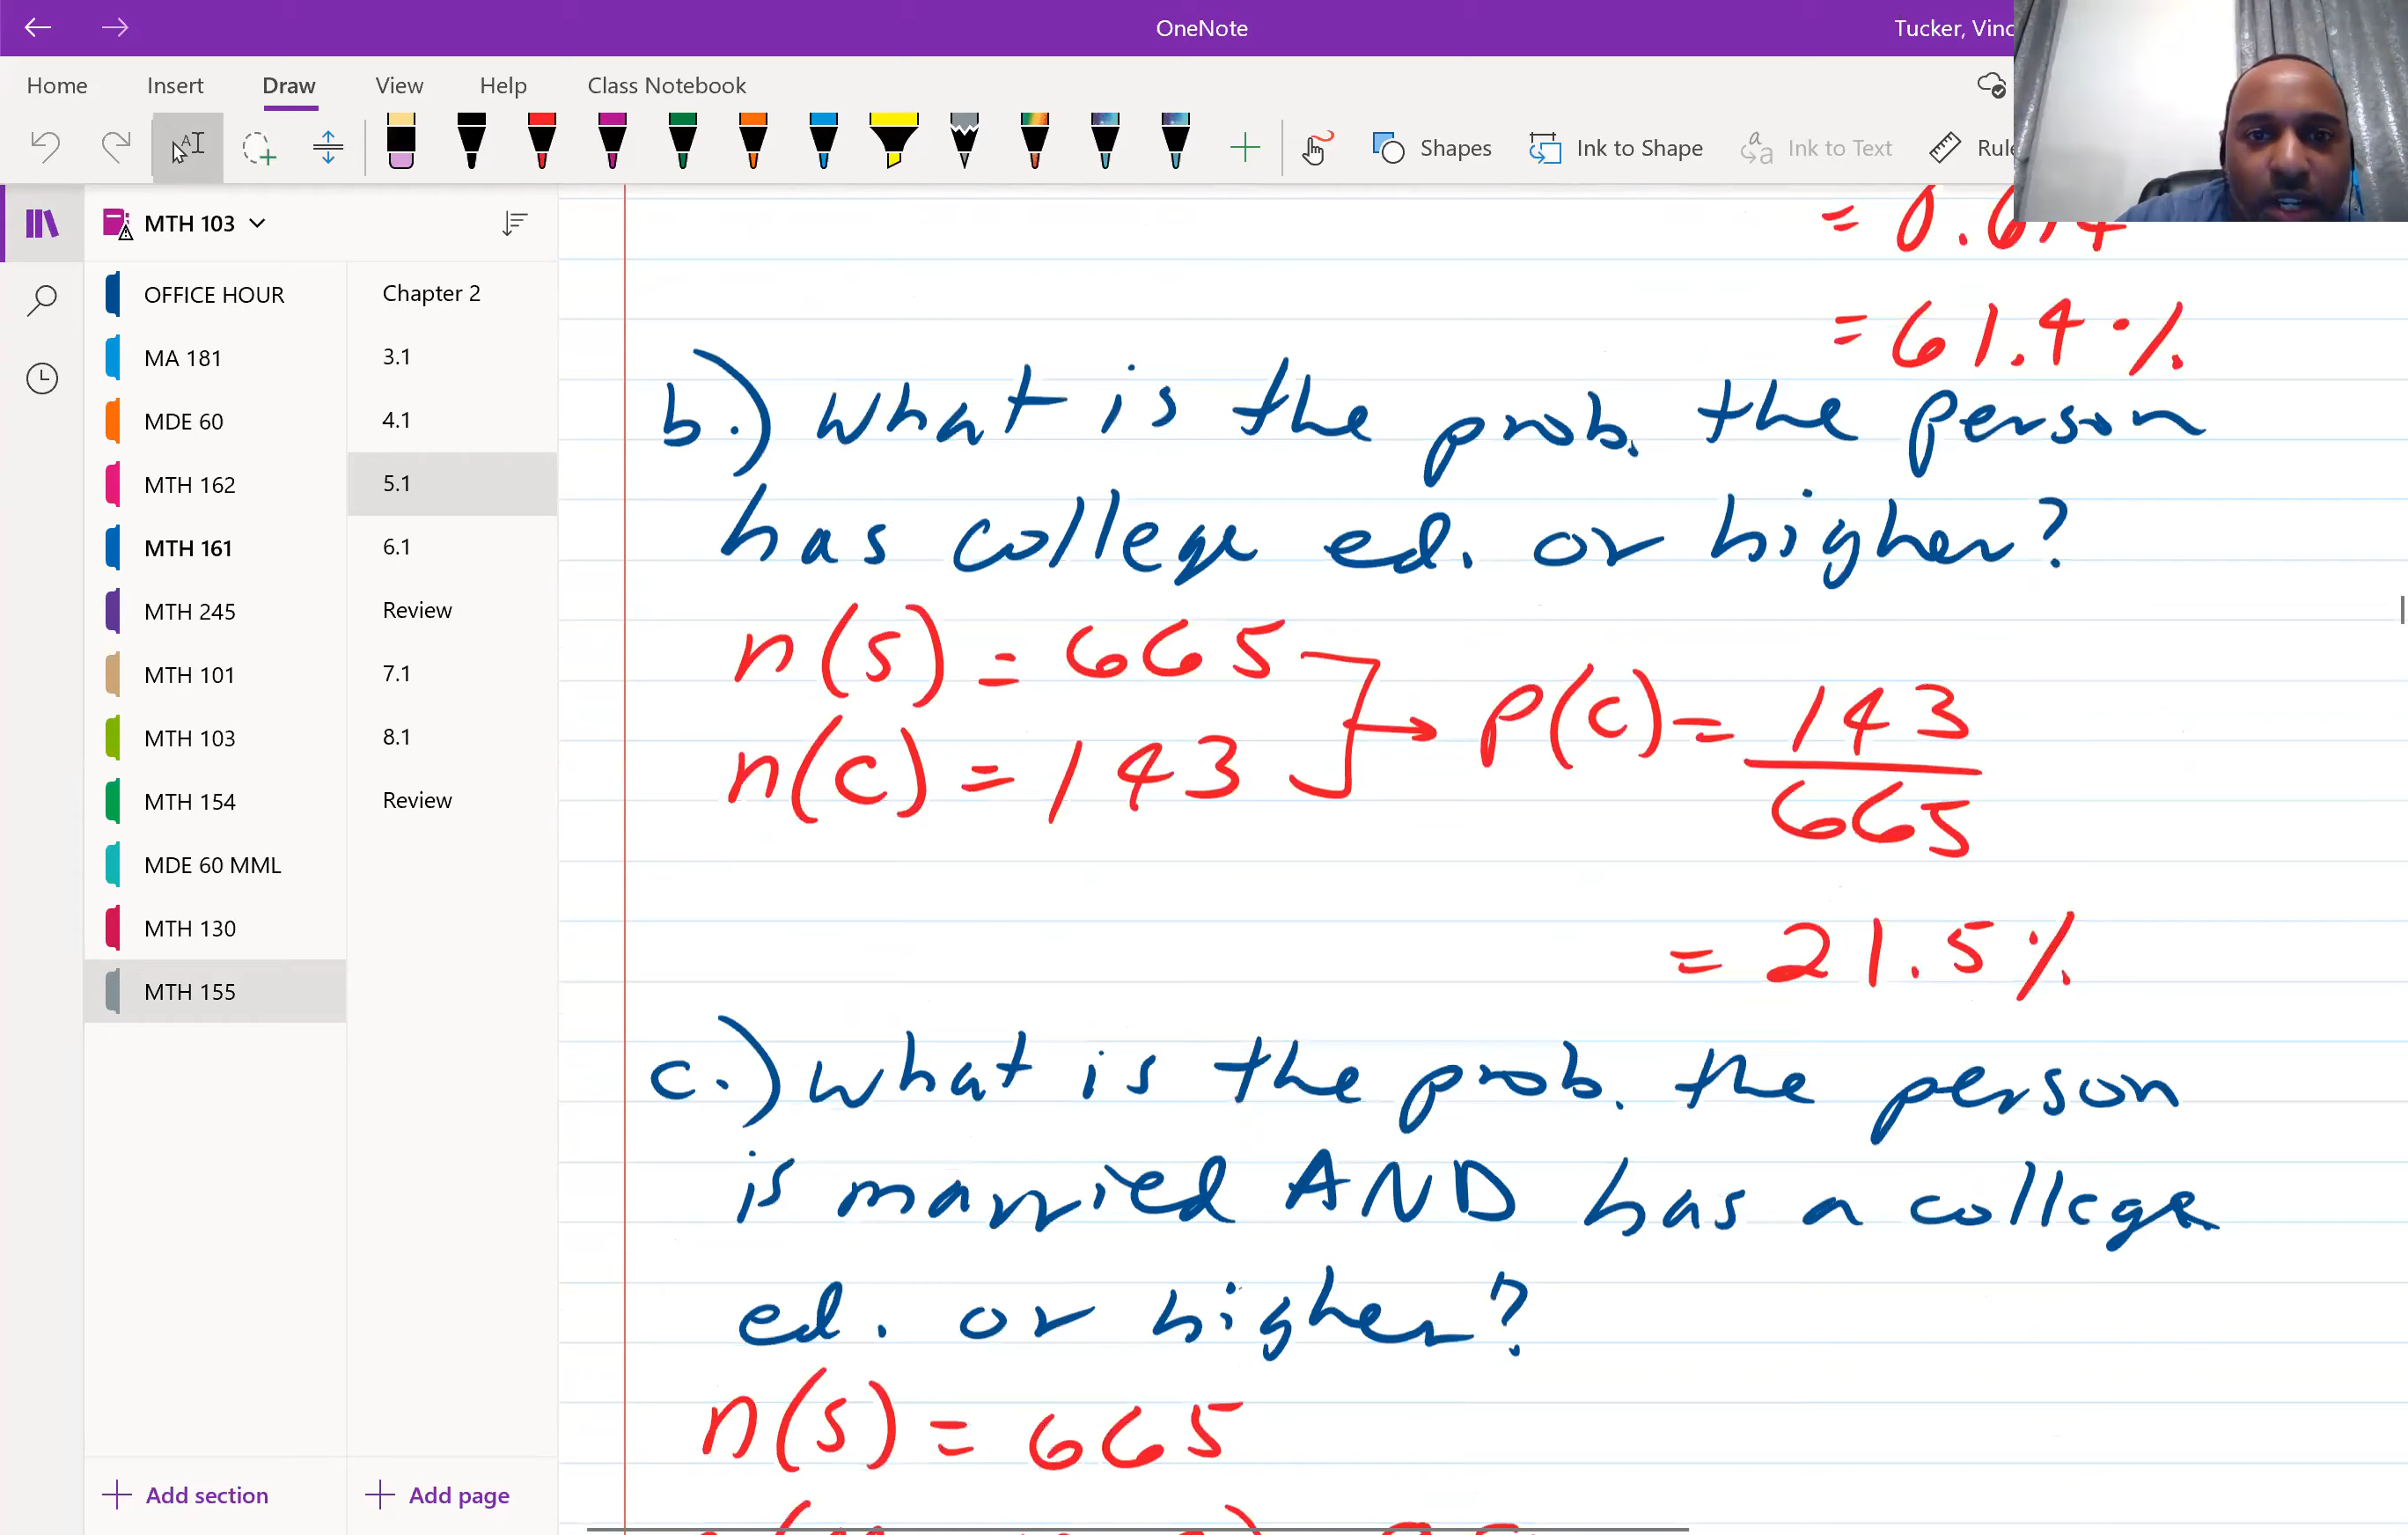 OneNote
Tucker, Vinc
Home Insert Draw View Help Class Notebook
Shapes Ink to Shape Ink to Text Rule
MTH 103
OFFICE HOUR
MA 181
MDE 60
MTH 162
MTH 161
MTH 245
MTH 101
MTH 103
MTH 154
MDE 60 MML
MTH 130
MTH 155
Add section
Chapter 2
3.1
4.1
5.1
6.1
Review
7.1
8.1
Review
Add page
= 0.614
= 61.4 %
b.) What is the prob. the person
has college ed. or higher?
n(s) = 665
n(c) = 143
P(c) = 143
665
= 21.5 %
c.) what is the prob. the person
is married AND has a college
ed. or higher?
n(s) = 665